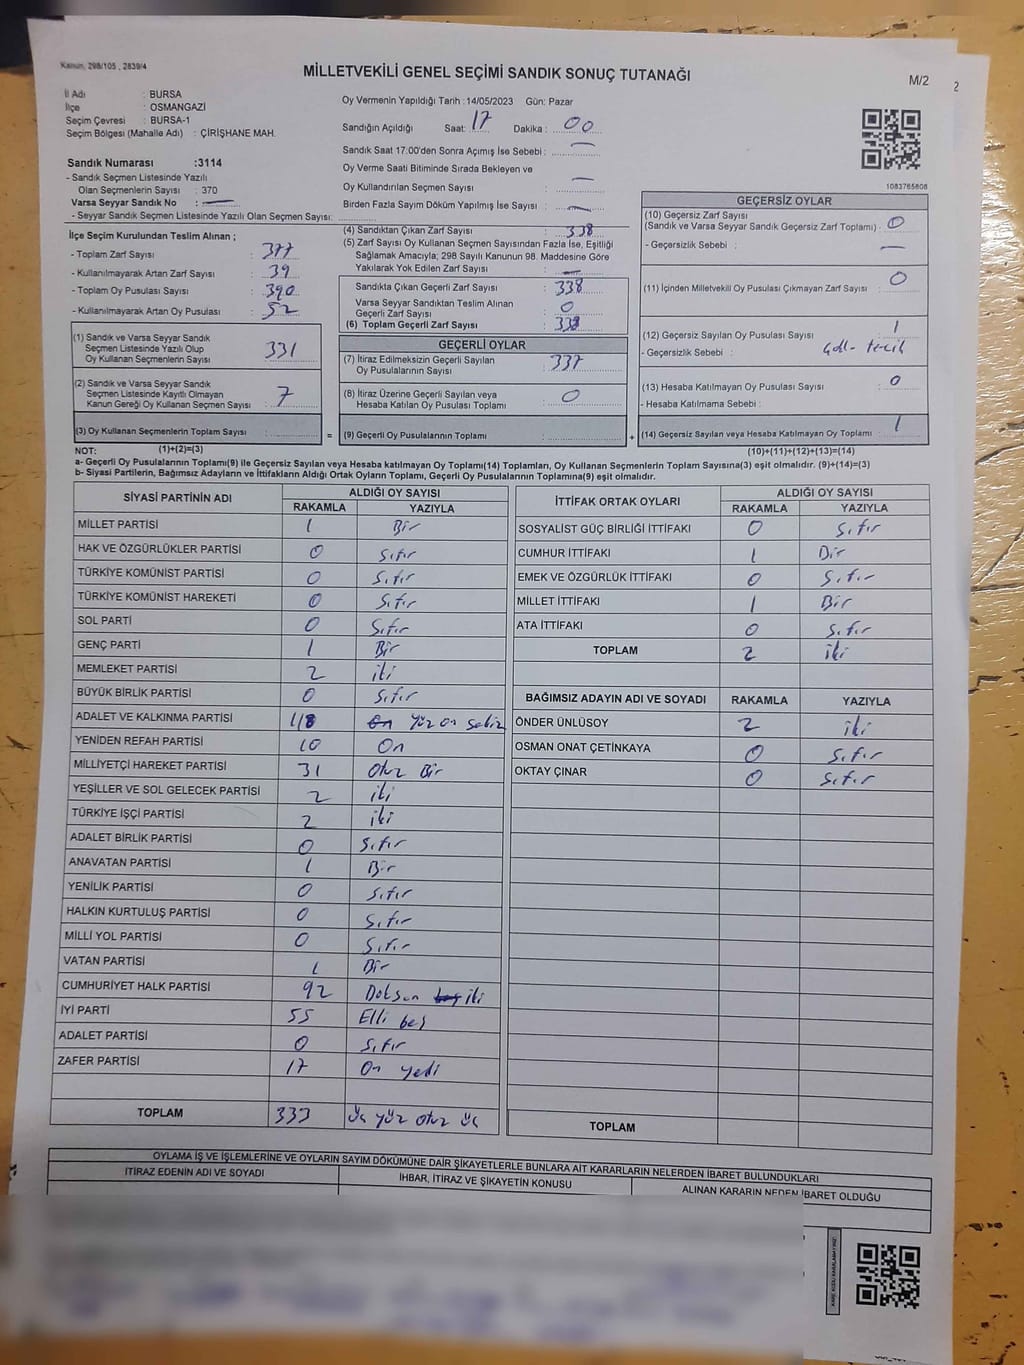 Kanun, 298/105 , 2839/4
MİLLETVEKİLİ GENEL SEÇİMİ SANDIK SONUÇ TUTANAĞI
M/2
2
İl Adı : BURSA
İlçe : OSMANGAZİ
Seçim Çevresi : BURSA-1
Seçim Bölgesi (Mahalle Adı) : ÇİRİŞHANE MAH.
Sandık Numarası :3114
- Sandık Seçmen Listesinde Yazılı
Olan Seçmenlerin Sayısı : 370
Varsa Seyyar Sandık No : —
- Seyyar Sandık Seçmen Listesinde Yazılı Olan Seçmen Sayısı:
Oy Vermenin Yapıldığı Tarih :14/05/2023 Gün: Pazar
Sandığın Açıldığı Saat: 17 Dakika : 00
Sandık Saat 17:00'den Sonra Açımış İse Sebebi : —
Oy Verme Saati Bitiminde Sırada Bekleyen ve
Oy Kullandırılan Seçmen Sayısı : —
Birden Fazla Sayım Döküm Yapılmış İse Sayısı : —
1083765808
İlçe Seçim Kurulundan Teslim Alınan ;
- Toplam Zarf Sayısı : 377
- Kullanılmayarak Artan Zarf Sayısı : 39
- Toplam Oy Pusulası Sayısı : 390
- Kullanılmayarak Artan Oy Pusulası : 52
(1) Sandık ve Varsa Seyyar Sandık
Seçmen Listesinde Yazılı Olup
Oy Kullanan Seçmenlerin Sayısı : 331
(2) Sandık ve Varsa Seyyar Sandık
Seçmen Listesinde Kayıtlı Olmayan
Kanun Gereği Oy Kullanan Seçmen Sayısı : 7
(3) Oy Kullanan Seçmenlerin Toplam Sayısı :
(4) Sandıktan Çıkan Zarf Sayısı : 338
(5) Zarf Sayısı Oy Kullanan Seçmen Sayısından Fazla İse, Eşitliği
Sağlamak Amacıyla; 298 Sayılı Kanunun 98. Maddesine Göre
Yakılarak Yok Edilen Zarf Sayısı : —
Sandıkta Çıkan Geçerli Zarf Sayısı : 338
Varsa Seyyar Sandıktan Teslim Alınan
Geçerli Zarf Sayısı : 0
(6) Toplam Geçerli Zarf Sayısı : 338
GEÇERLİ OYLAR
(7) İtiraz Edilmeksizin Geçerli Sayılan
Oy Pusulalarının Sayısı : 337
(8) İtiraz Üzerine Geçerli Sayılan veya
Hesaba Katılan Oy Pusulası Toplamı : 0
= (9) Geçerli Oy Pusulalarının Toplamı :
GEÇERSİZ OYLAR
(10) Geçersiz Zarf Sayısı
(Sandık ve Varsa Seyyar Sandık Geçersiz Zarf Toplamı) : 0
- Geçersizlik Sebebi : —
(11) İçinden Milletvekili Oy Pusulası Çıkmayan Zarf Sayısı : 0
(12) Geçersiz Sayılan Oy Pusulası Sayısı : 1
- Geçersizlik Sebebi :
(13) Hesaba Katılmayan Oy Pusulası Sayısı : 0
- Hesaba Katılmama Sebebi :
+ (14) Geçersiz Sayılan veya Hesaba Katılmayan Oy Toplamı : 1
NOT: (1)+(2)=(3)
(10)+(11)+(12)+(13)=(14)
a- Geçerli Oy Pusulalarının Toplamı(9) ile Geçersiz Sayılan veya Hesaba katılmayan Oy Toplamı(14) Toplamları, Oy Kullanan Seçmenlerin Toplam Sayısına(3) eşit olmalıdır. (9)+(14)=(3)
b- Siyasi Partilerin, Bağımsız Adayların ve İttifakların Aldığı Ortak Oyların Toplamı, Geçerli Oy Pusulalarının Toplamına(9) eşit olmalıdır.
SİYASİ PARTİNİN ADI
ALDIĞI OY SAYISI
RAKAMLA YAZIYLA
MİLLET PARTİSİ 1 Bir
HAK VE ÖZGÜRLÜKLER PARTİSİ 0 Sıfır
TÜRKİYE KOMÜNİST PARTİSİ 0 Sıfır
TÜRKİYE KOMÜNİST HAREKETİ 0 Sıfır
SOL PARTİ 0 Sıfır
GENÇ PARTİ 1 Bir
MEMLEKET PARTİSİ 2 iki
BÜYÜK BİRLİK PARTİSİ 0 Sıfır
ADALET VE KALKINMA PARTİSİ 118 On yüz on sekiz
YENİDEN REFAH PARTİSİ 10 On
MİLLİYETÇİ HAREKET PARTİSİ 31 Otuz Bir
YEŞİLLER VE SOL GELECEK PARTİSİ 2 iki
TÜRKİYE İŞÇİ PARTİSİ 2 iki
ADALET BİRLİK PARTİSİ 0 Sıfır
ANAVATAN PARTİSİ 1 Bir
YENİLİK PARTİSİ 0 Sıfır
HALKIN KURTULUŞ PARTİSİ 0 Sıfır
MİLLİ YOL PARTİSİ 0 Sıfır
VATAN PARTİSİ 1 Bir
CUMHURİYET HALK PARTİSİ 92 Doksan iki
İYİ PARTİ 55 Elli beş
ADALET PARTİSİ 0 Sıfır
ZAFER PARTİSİ 17 On yedi
TOPLAM 333 üç yüz otuz üç
İTTİFAK ORTAK OYLARI
ALDIĞI OY SAYISI
RAKAMLA YAZIYLA
SOSYALİST GÜÇ BİRLİĞİ İTTİFAKI 0 Sıfır
CUMHUR İTTİFAKI 1 Bir
EMEK VE ÖZGÜRLÜK İTTİFAKI 0 Sıfır
MİLLET İTTİFAKI 1 Bir
ATA İTTİFAKI 0 Sıfır
TOPLAM 2 iki
BAĞIMSIZ ADAYIN ADI VE SOYADI RAKAMLA YAZIYLA
ÖNDER ÜNLÜSOY 2 iki
OSMAN ONAT ÇETİNKAYA 0 Sıfır
OKTAY ÇINAR 0 Sıfır
TOPLAM
OYLAMA İŞ VE İŞLEMLERİNE VE OYLARIN SAYIM DÖKÜMÜNE DAİR ŞİKAYETLERLE BUNLARA AİT KARARLARIN NELERDEN İBARET BULUNDUKLARI
İTİRAZ EDENİN ADI VE SOYADI
İHBAR, İTİRAZ VE ŞİKAYETİN KONUSU
ALINAN KARARIN NEDEN İBARET OLDUĞU